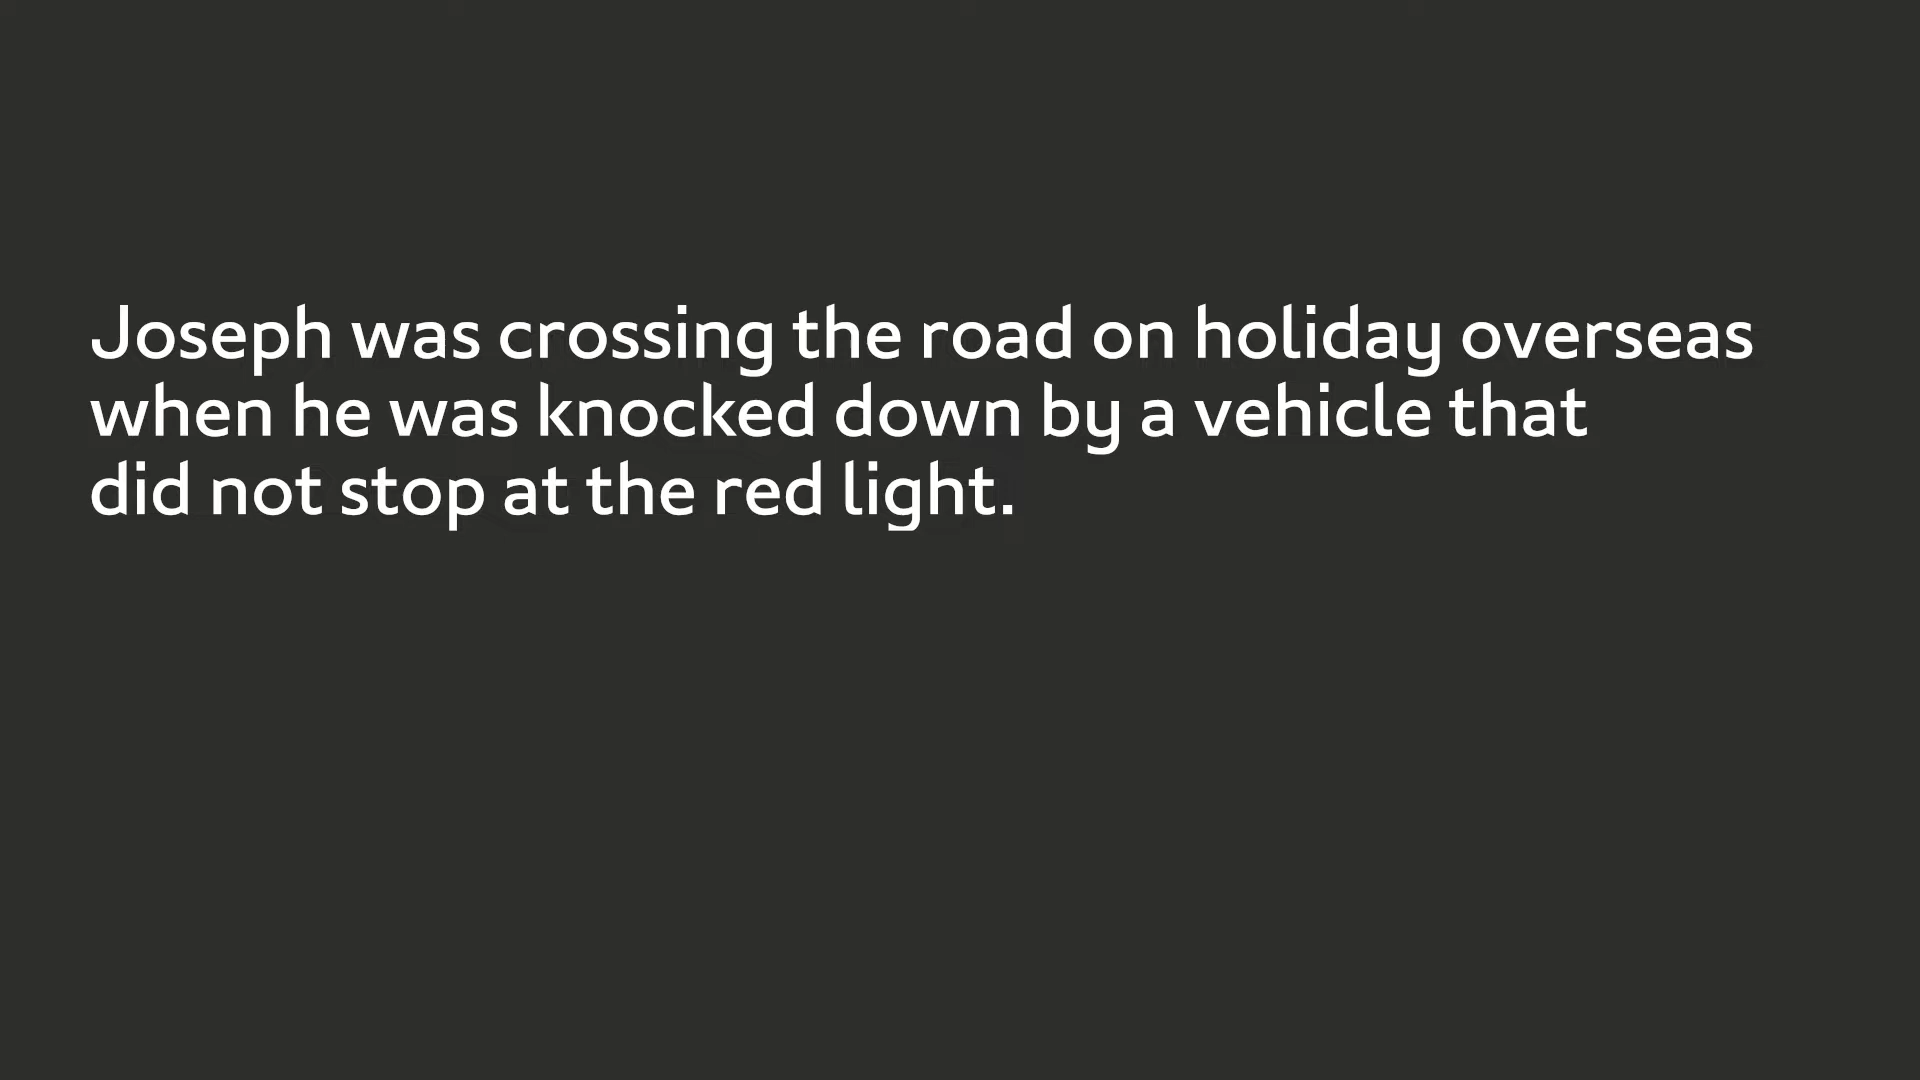 Joseph was crossing the road on holiday overseas
when he was knocked down by a vehicle that
did not stop at the red light.